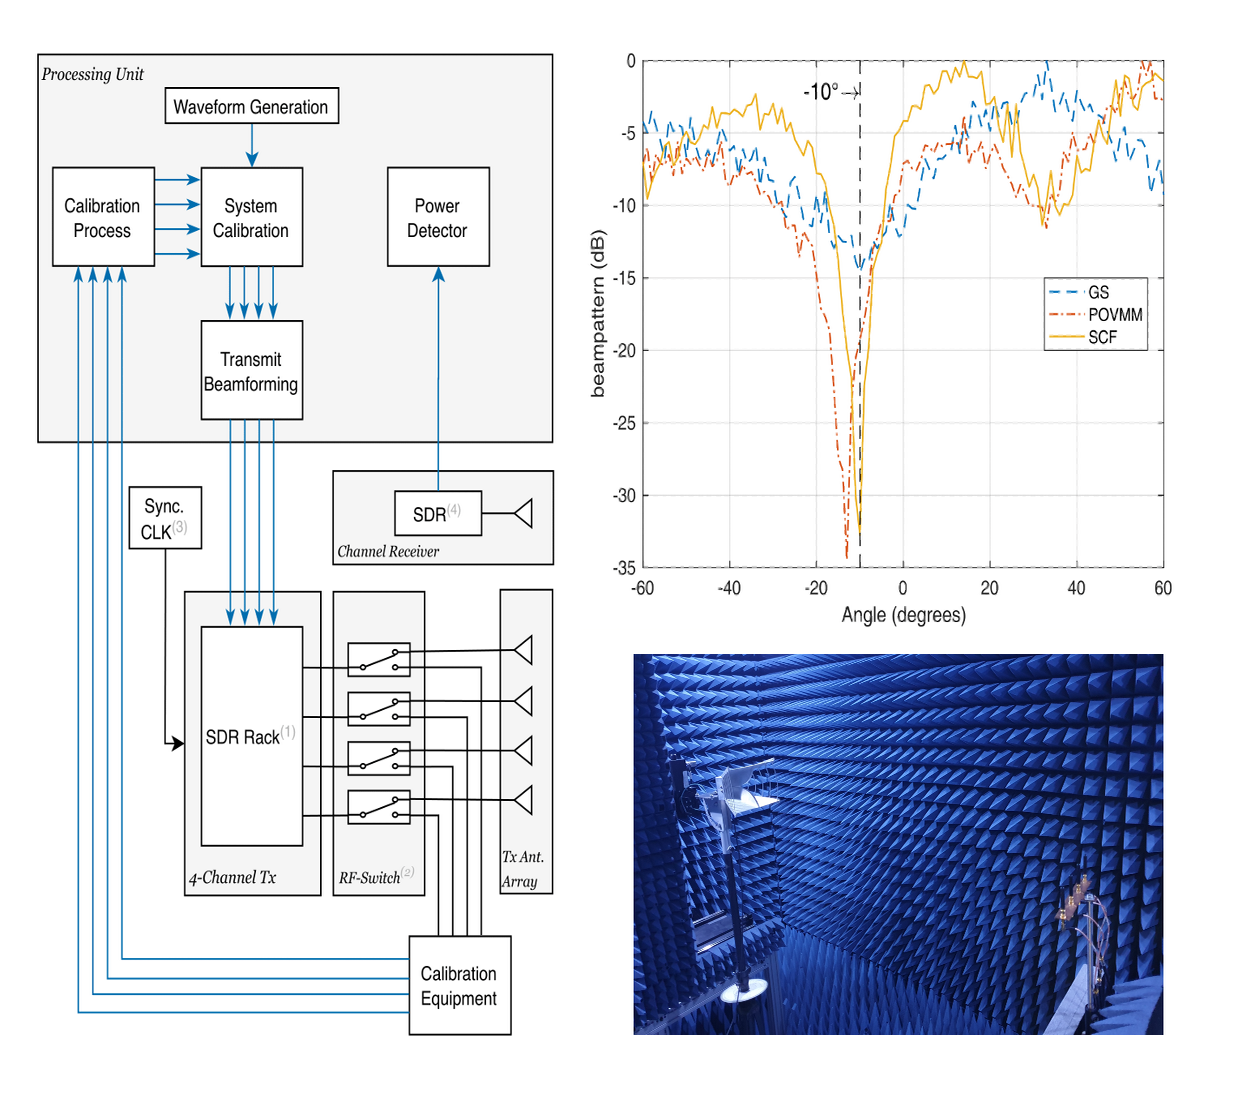 Processing Unit
Waveform Generation
Calibration
Process
System
Calibration
Power
Detector
Transmit
Beamforming
Sync.
CLK(3)
SDR(4)
Channel Receiver
SDR Rack(1)
4-Channel Tx
RF-Switch(2)
Tx Ant.
Array
Calibration
Equipment
0
-5
-10
-15
-20
-25
-30
-35
beampattern (dB)
-10°
GS
POVMM
SCF
-60
-40
-20
0
20
40
60
Angle (degrees)